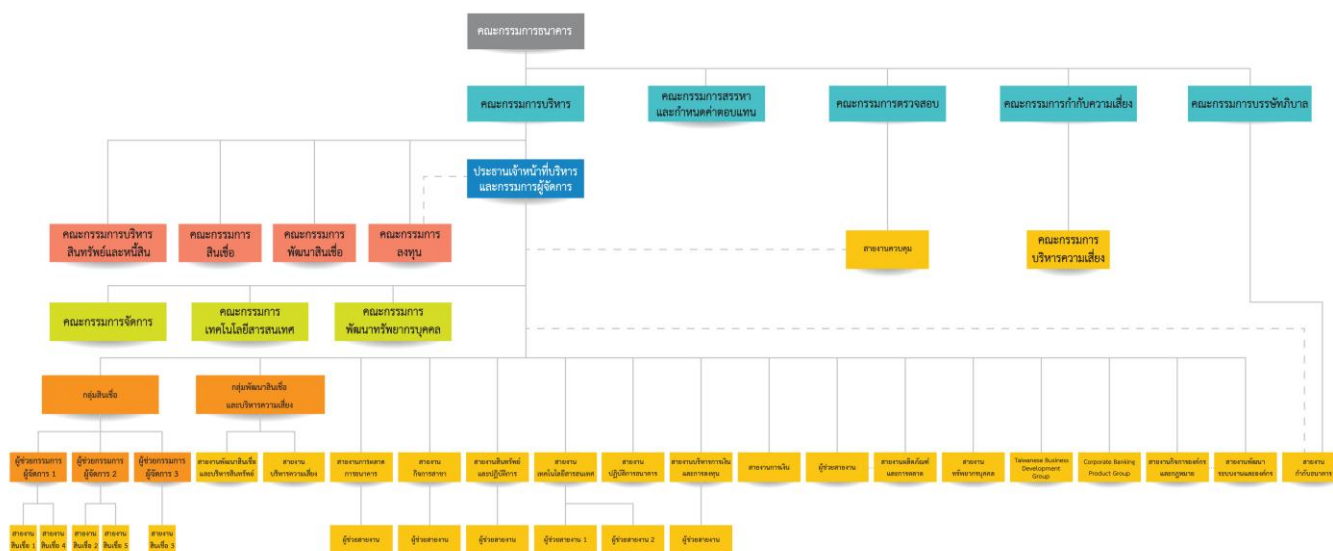 คณะกรรมการธนาคาร
คณะกรรมการบริหาร
คณะกรรมการสรรหา
และกำหนดค่าตอบแทน
คณะกรรมการตรวจสอบ
คณะกรรมการกำกับความเสี่ยง
คณะกรรมการบรรษัทภิบาล
ประธานเจ้าหน้าที่บริหาร
และกรรมการผู้จัดการ
คณะกรรมการบริหาร
สินทรัพย์และหนี้สิน
คณะกรรมการ
สินเชื่อ
คณะกรรมการ
พัฒนาสินเชื่อ
คณะกรรมการ
ลงทุน
สายงานควบคุม
คณะกรรมการ
บริหารความเสี่ยง
คณะกรรมการจัดการ
คณะกรรมการ
เทคโนโลยีสารสนเทศ
คณะกรรมการ
พัฒนาทรัพยากรบุคคล
กลุ่มสินเชื่อ
กลุ่มพัฒนาสินเชื่อ
และบริหารความเสี่ยง
ผู้ช่วยกรรมการ
ผู้จัดการ 1
ผู้ช่วยกรรมการ
ผู้จัดการ 2
ผู้ช่วยกรรมการ
ผู้จัดการ 3
สายงานพัฒนาสินเชื่อ
และบริหารสินทรัพย์
สายงาน
บริหารความเสี่ยง
สายงานการตลาด
การธนาคาร
สายงาน
กิจการสาขา
สายงานสินทรัพย์
และปฏิบัติการ
สายงาน
เทคโนโลยีสารสนเทศ
สายงาน
ปฏิบัติการธนาคาร
สายงานบริหารการเงิน
และการลงทุน
สายงานการเงิน
ผู้ช่วยสายงาน
สายงานผลิตภัณฑ์
และการตลาด
สายงาน
ทรัพยากรบุคคล
Taiwanese Business
Development
Group
Corporate Banking
Product Group
สายงานกิจการองค์กร
และกฎหมาย
สายงานพัฒนา
ระบบงานและองค์กร
สายงาน
กำกับธนาคาร
สายงาน
สินเชื่อ 1
สายงาน
สินเชื่อ 4
สายงาน
สินเชื่อ 2
สายงาน
สินเชื่อ 5
สายงาน
สินเชื่อ 3
ผู้ช่วยสายงาน
ผู้ช่วยสายงาน
ผู้ช่วยสายงาน
ผู้ช่วยสายงาน 1
ผู้ช่วยสายงาน 2
ผู้ช่วยสายงาน